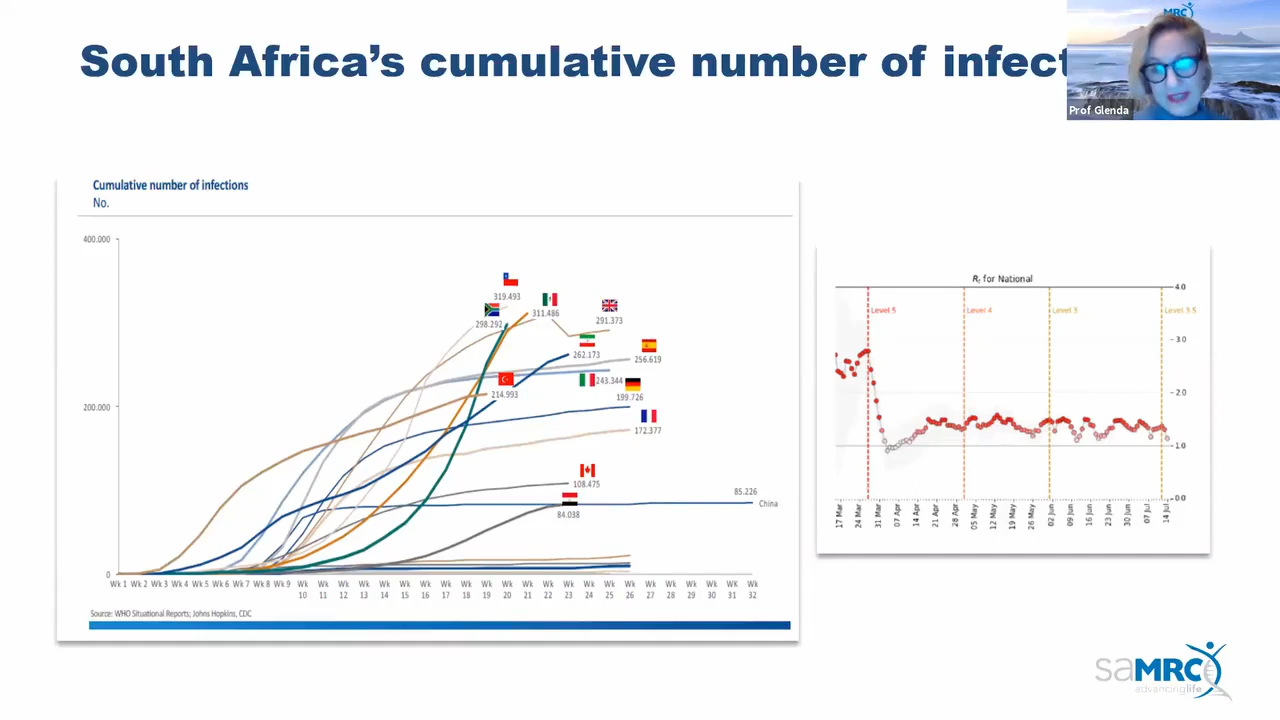 South Africa's cumulative number of infect
MRC
Prof Glenda
Cumulative number of infections
No.
400.000
200.000
0
319.493
298.292
311.486
291.373
262.173
256.619
243.344
214.993
199.726
172.377
108.475
84.038
85.226
China
Wk 1 Wk 2 Wk 3 Wk 4 Wk 5 Wk 6 Wk 7 Wk 8 Wk 9 Wk Wk Wk Wk Wk Wk Wk Wk Wk Wk Wk Wk Wk Wk Wk Wk Wk Wk Wk Wk Wk WK Wk
10 11 12 13 14 15 16 17 18 19 20 21 22 23 24 25 26 27 28 29 30 31 32
Source: WHO Situational Reports; Johns Hopkins, CDC
Rt for National
Level 5
Level 4
Level 3
Level 3.5
4.0
3.0
2.0
1.0
0.0
17 Mar
24 Mar
31 Mar
07 Apr
14 Apr
21 Apr
28 Apr
05 May
12 May
19 May
26 May
02 Jun
09 Jun
16 Jun
23 Jun
30 Jun
07 Jul
14 Jul
saMRC
advancinglife